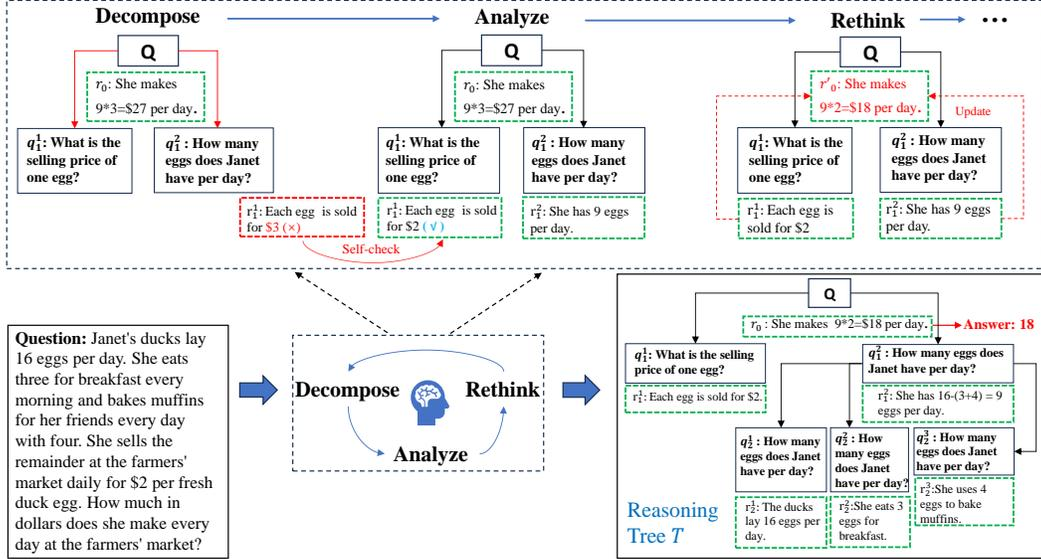 Decompose
Analyze
Rethink
...
Q
r₀: She makes
9*3=$27 per day.
q₁¹: What is the
selling price of
one egg?
q₁²: How many
eggs does Janet
have per day?
r₁¹: Each egg is sold
for $3 (×)
Self-check
Q
r₀: She makes
9*3=$27 per day.
q₁¹: What is the
selling price of
one egg?
q₁²: How many
eggs does Janet
have per day?
r₁¹: Each egg is sold
for $2 (√)
r₁²: She has 9 eggs
per day.
Q
r'₀: She makes
9*2=$18 per day.
Update
q₁¹: What is the
selling price of
one egg?
q₁²: How many
eggs does Janet
have per day?
r₁¹: Each egg is
sold for $2
r₁²: She has 9 eggs
per day.
Question: Janet's ducks lay
16 eggs per day. She eats
three for breakfast every
morning and bakes muffins
for her friends every day
with four. She sells the
remainder at the farmers'
market daily for $2 per fresh
duck egg. How much in
dollars does she make every
day at the farmers' market?
Decompose
Rethink
Analyze
Q
r₀ : She makes 9*2=$18 per day.
Answer: 18
q₁¹: What is the selling
price of one egg?
q₁² : How many eggs does
Janet have per day?
r₁¹: Each egg is sold for $2.
r₁²: She has 16-(3+4) = 9
eggs per day.
q₂¹ : How many
eggs does Janet
have per day?
q₂² : How
many eggs
does Janet
have per day?
q₂³ : How many
eggs does Janet
have per day?
r₂¹: The ducks
lay 16 eggs per
day.
r₂²:She eats 3
eggs for
breakfast.
r₂³:She uses 4
eggs to bake
muffins.
Reasoning
Tree T